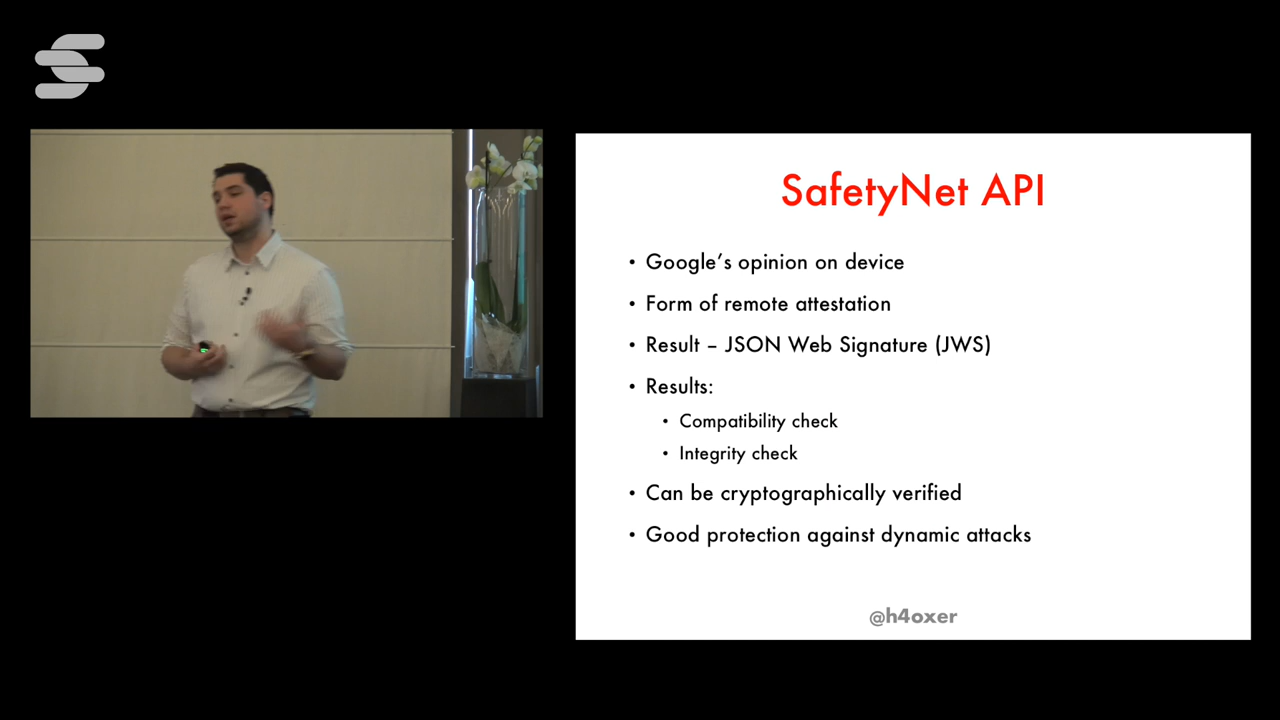 SafetyNet API
• Google's opinion on device
• Form of remote attestation
• Result – JSON Web Signature (JWS)
• Results:
• Compatibility check
• Integrity check
• Can be cryptographically verified
• Good protection against dynamic attacks
@h4oxer